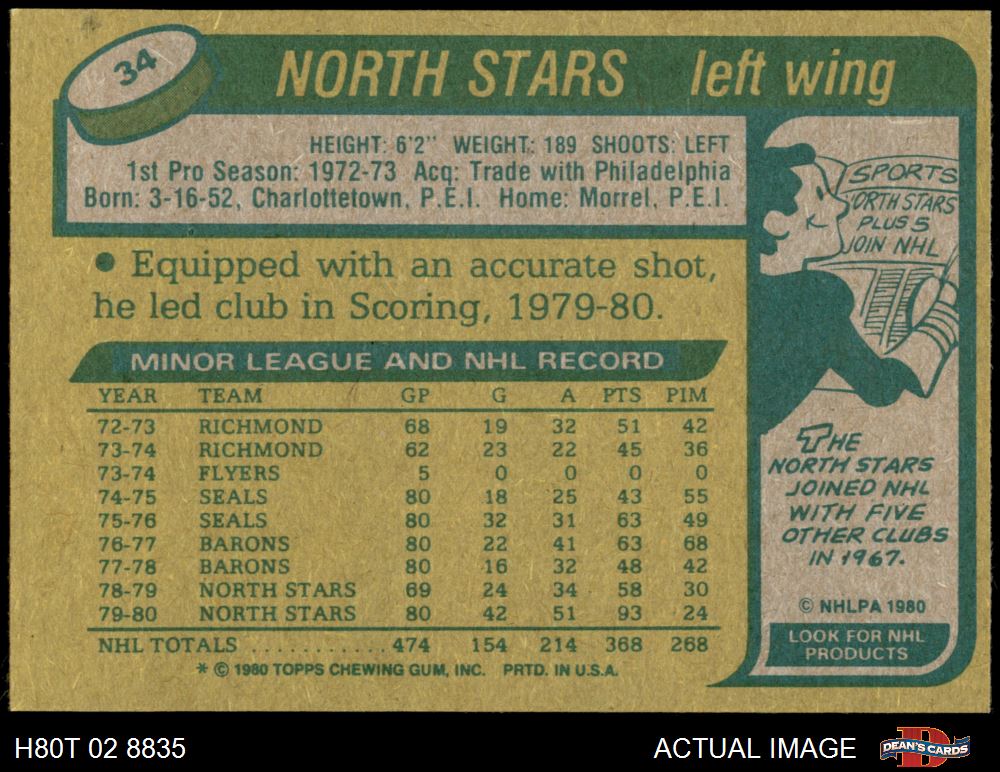 34
NORTH STARS left wing
HEIGHT: 6'2" WEIGHT: 189 SHOOTS: LEFT
1st Pro Season: 1972-73 Acq: Trade with Philadelphia
Born: 3-16-52, Charlottetown, P.E.I. Home: Morrel, P.E.I.
• Equipped with an accurate shot,
he led club in Scoring, 1979-80.
MINOR LEAGUE AND NHL RECORD
YEAR TEAM GP G A PTS PIM
72-73 RICHMOND 68 19 32 51 42
73-74 RICHMOND 62 23 22 45 36
73-74 FLYERS 5 0 0 0 0
74-75 SEALS 80 18 25 43 55
75-76 SEALS 80 32 31 63 49
76-77 BARONS 80 22 41 63 68
77-78 BARONS 80 16 32 48 42
78-79 NORTH STARS 69 24 34 58 30
79-80 NORTH STARS 80 42 51 93 24
NHL TOTALS ........... 474 154 214 368 268
* © 1980 TOPPS CHEWING GUM, INC. PRTD. IN U.S.A.
SPORTS
ORTH STARS
PLUS 5
JOIN NHL
THE
NORTH STARS
JOINED NHL
WITH FIVE
OTHER CLUBS
IN 1967.
© NHLPA 1980
LOOK FOR NHL
PRODUCTS
H80T 02 8835 ACTUAL IMAGE
D
DEAN'S CARDS